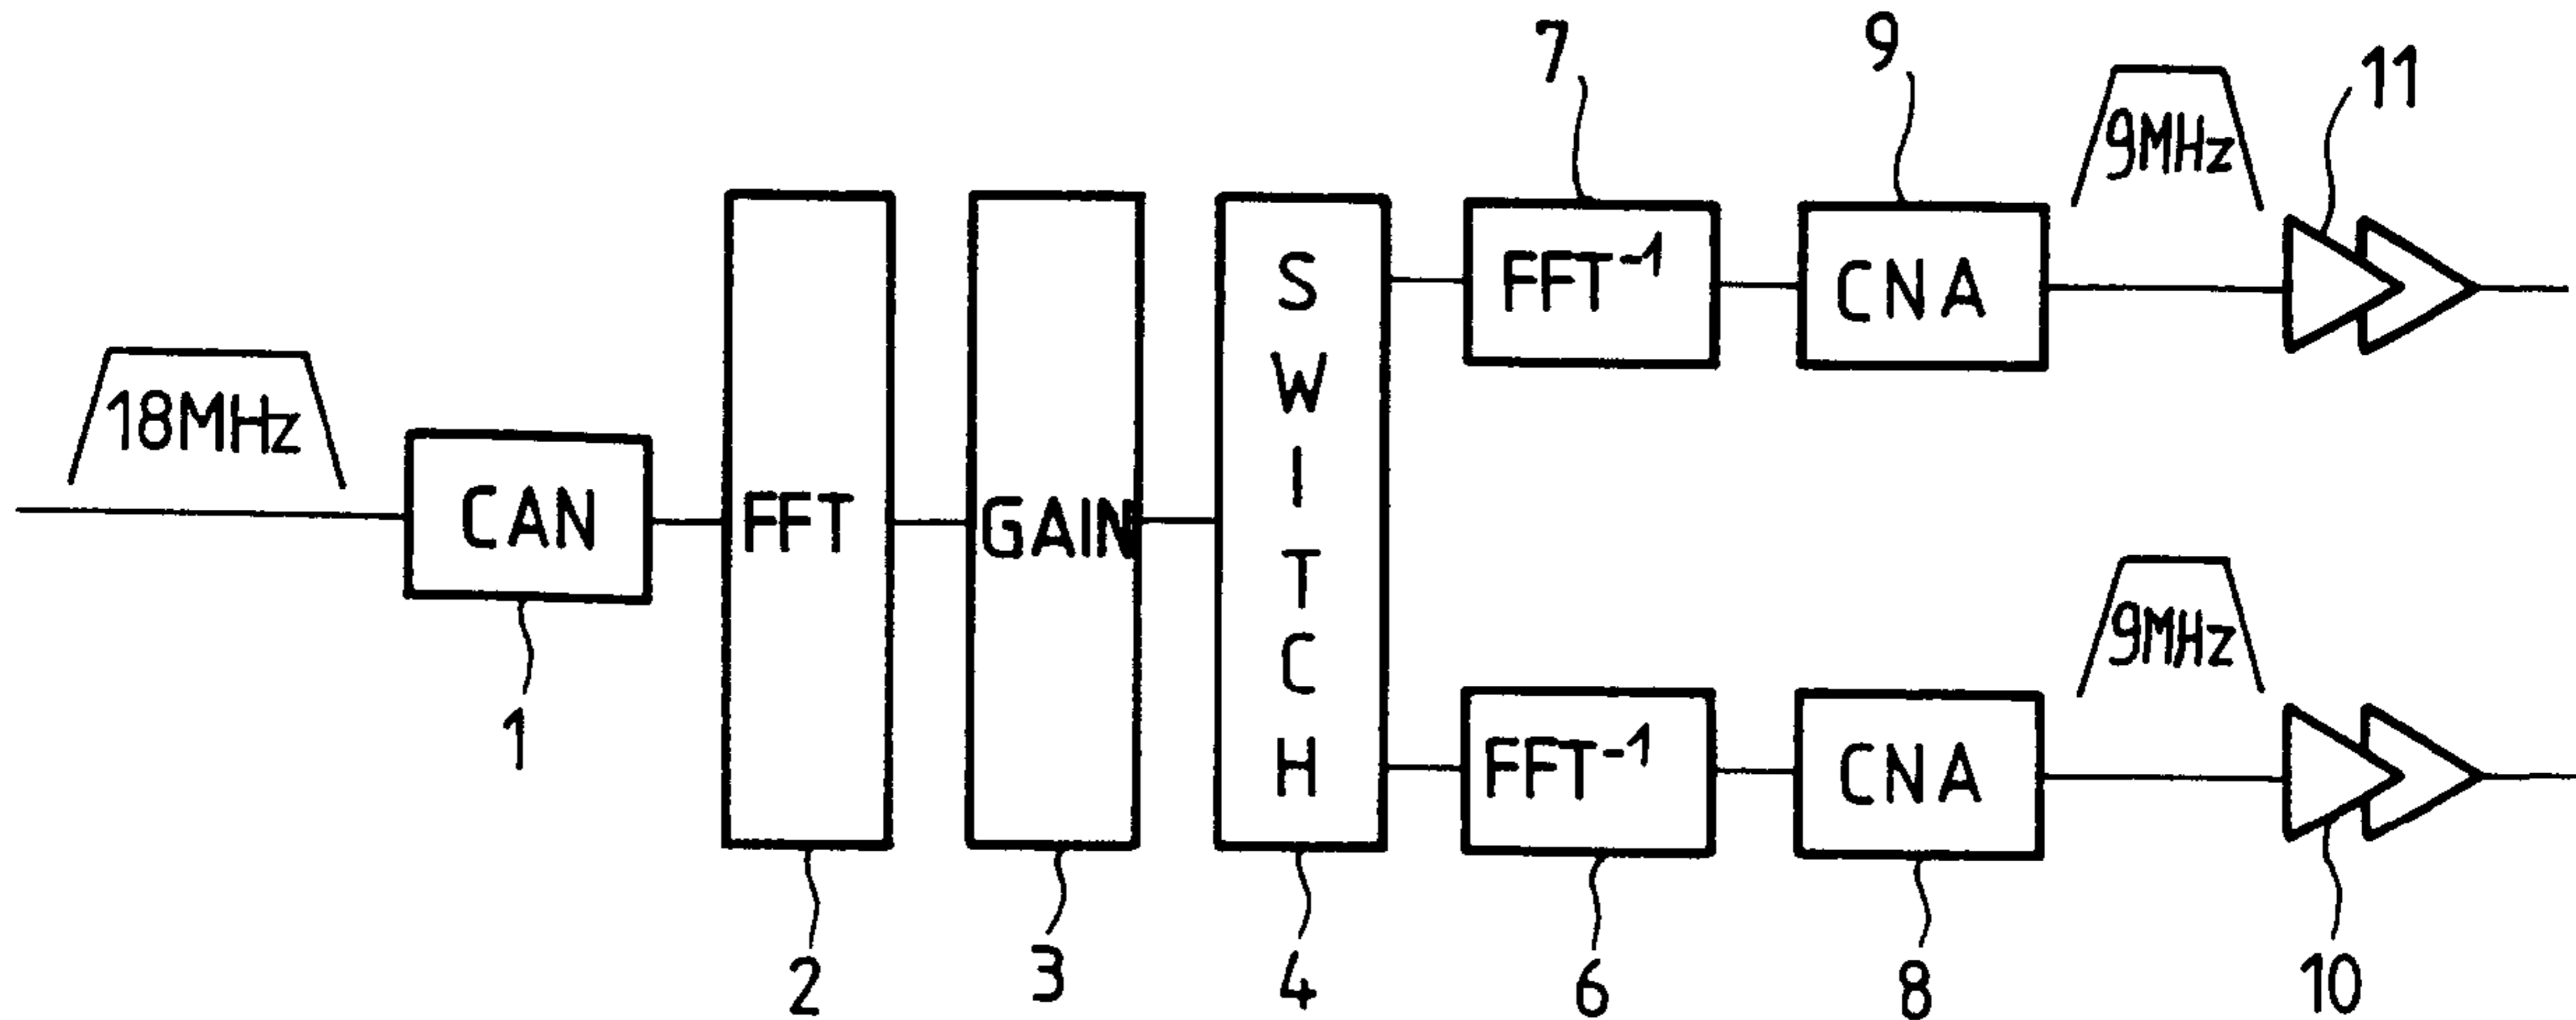 7
9
11
9MHz
FFT⁻¹
CNA
18MHz
CAN
FFT
GAIN
SWITCH
9MHz
FFT⁻¹
CNA
1
2
3
4
6
8
10